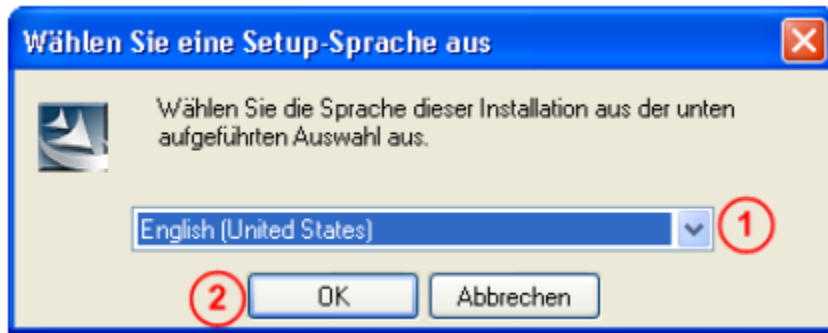 Wählen Sie eine Setup-Sprache aus
Wählen Sie die Sprache dieser Installation aus der unten
aufgeführten Auswahl aus.
English (United States)
1
2
OK
Abbrechen